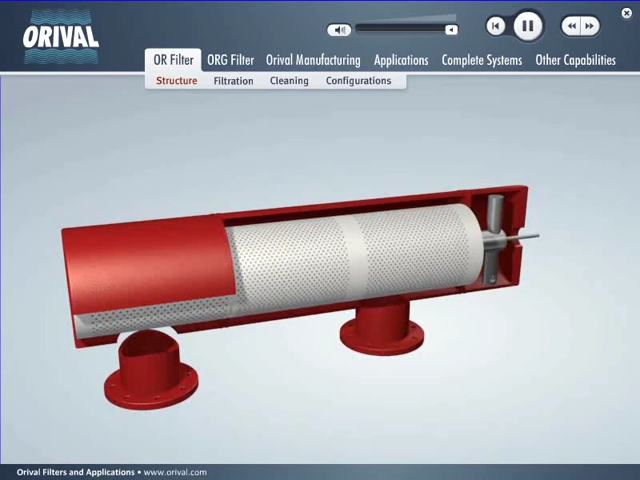 ORIVAL
OR Filter ORG Filter Orival Manufacturing Applications Complete Systems Other Capabilities
Structure Filtration Cleaning Configurations
Orival Filters and Applications • www.orival.com